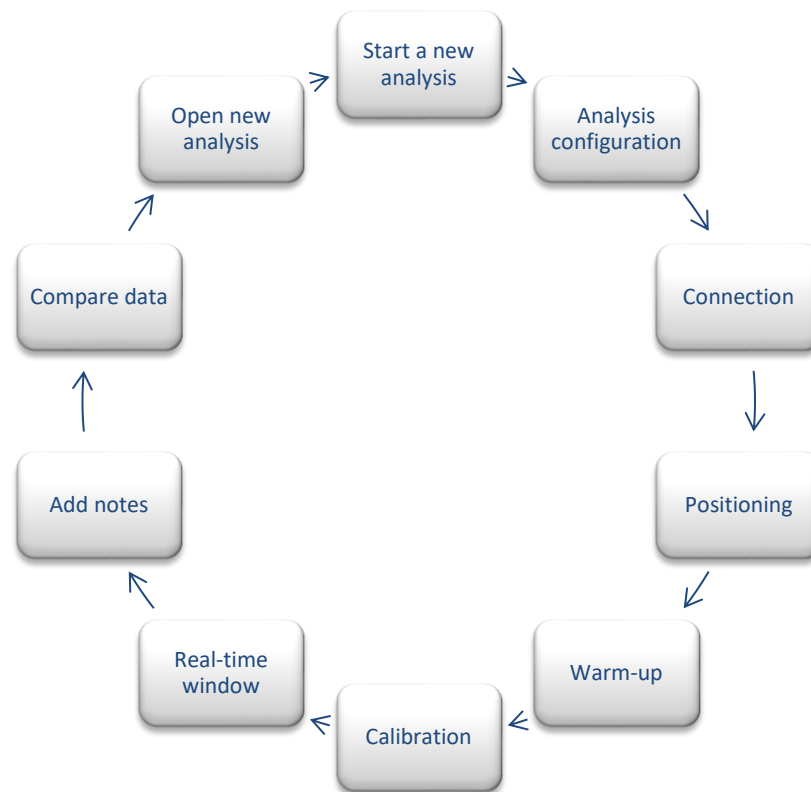 Start a new
analysis
Analysis
configuration
Connection
Positioning
Warm-up
Calibration
Real-time
window
Add notes
Compare data
Open new
analysis